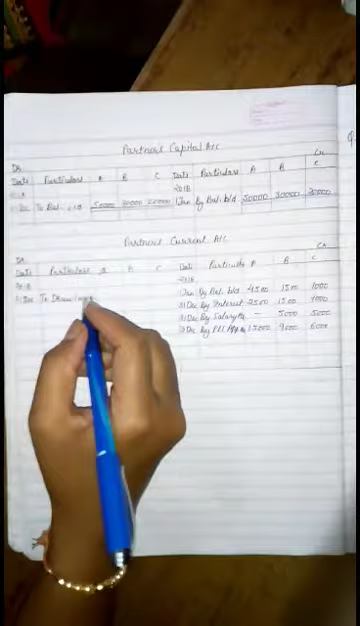 Partners Capital A/c
Dr. Cr.
Date Particulars A B C Date Particulars A B C
2018 2018
31 Dec To Bal. c/d 50000 30000 20000 1 Jan By Bal. b/d 50000 30000 20000
Partners Current A/c
Dr. Cr.
Date Particulars A B C Date Particulars A B C
2018 2018
31 Dec To Drawings 1 Jan By Bal. b/d 4500 1500 1000
31 Dec By Interest 2500 1500 1000
31 Dec By Salary - 5000 5000
31 Dec By P/L App 15000 9000 6000